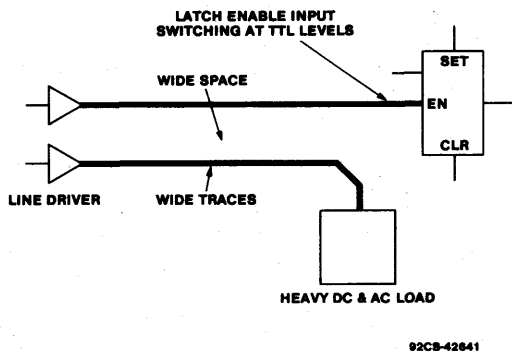 LATCH ENABLE INPUT
SWITCHING AT TTL LEVELS
SET
WIDE SPACE
EN
CLR
LINE DRIVER
WIDE TRACES
HEAVY DC & AC LOAD
92CS-42641